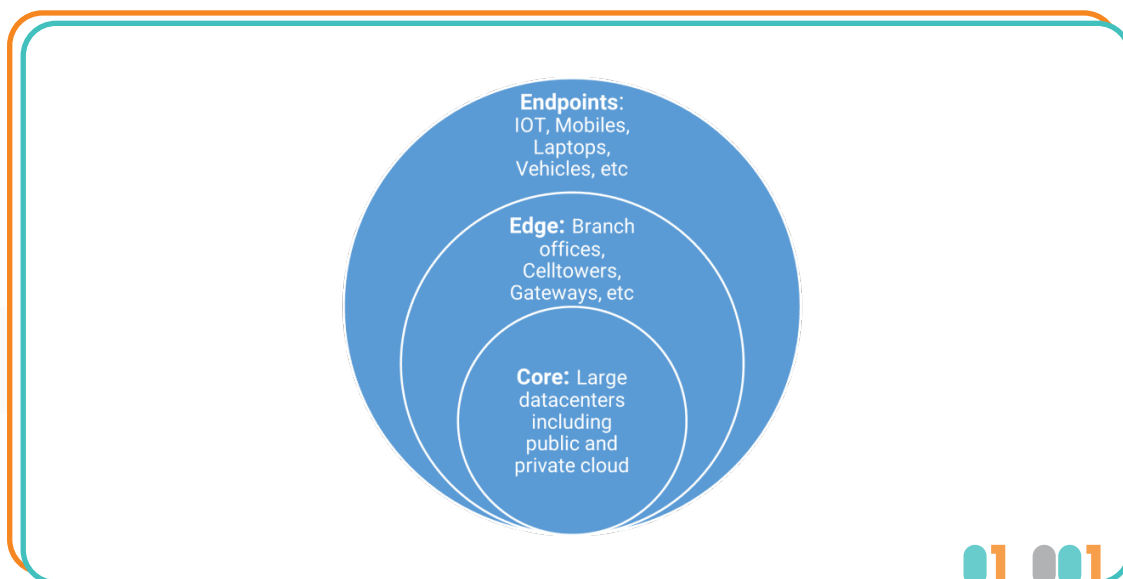 Endpoints:
IOT, Mobiles,
Laptops,
Vehicles, etc
Edge: Branch
offices,
Celltowers,
Gateways, etc
Core: Large
datacenters
including
public and
private cloud